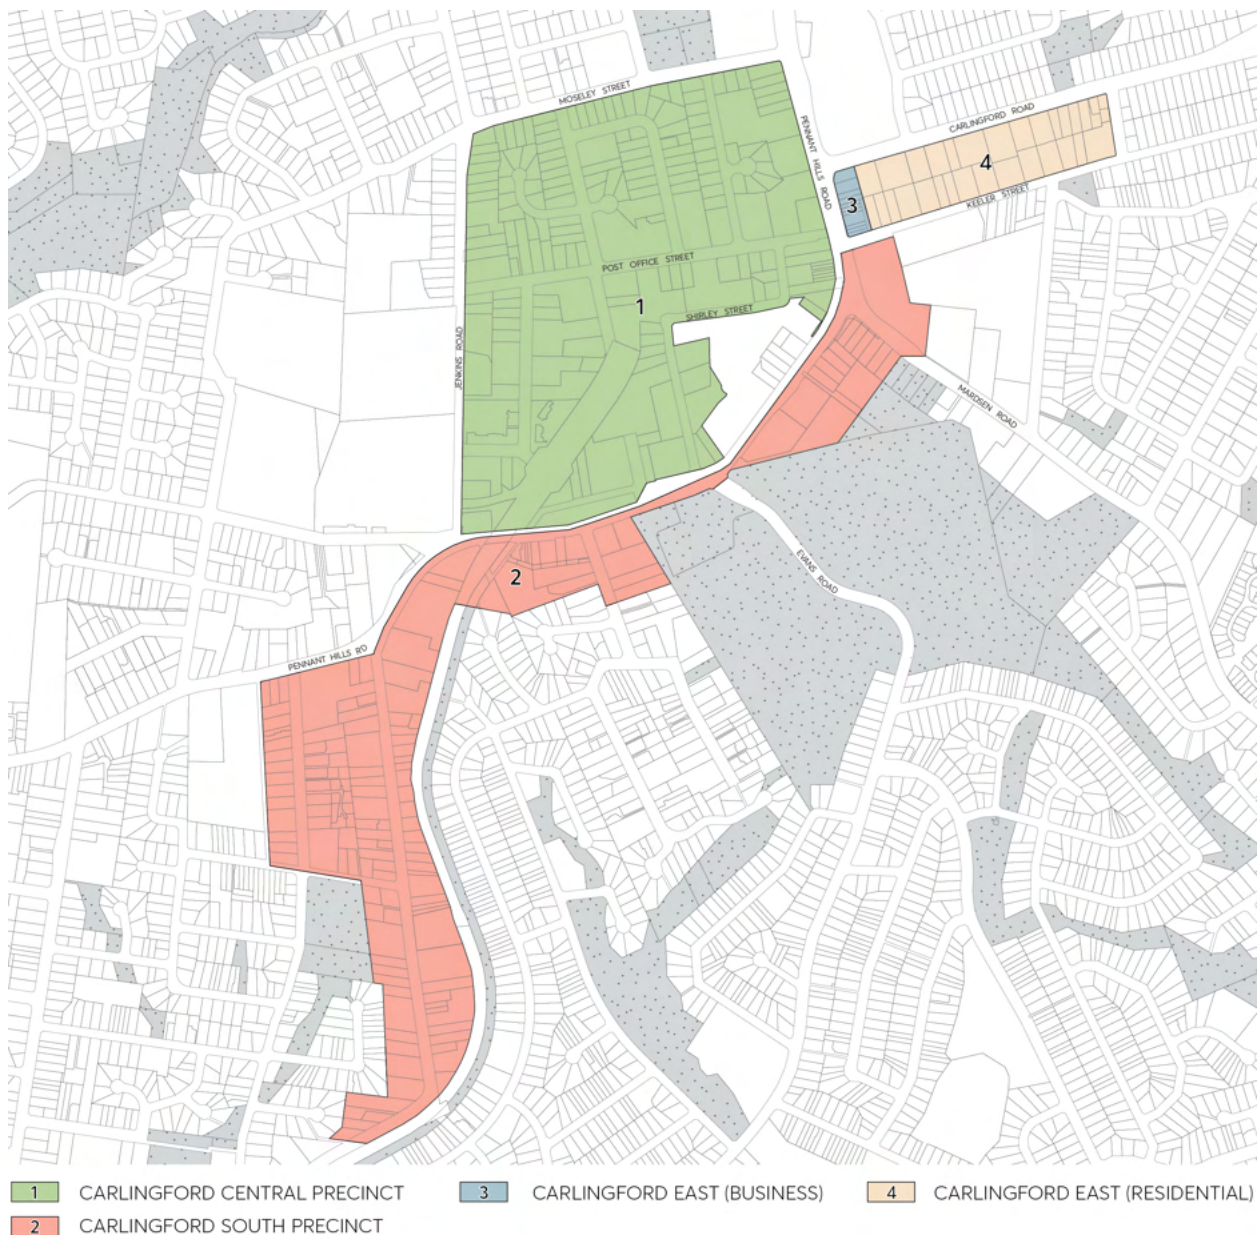 MOSELEY STREET
CARLINGFORD ROAD
PENNANT HILLS ROAD
4
3
KEELER STREET
POST OFFICE STREET
1
SHIRLEY STREET
JENKINS ROAD
MARDSEN ROAD
2
EVANS ROAD
PENNANT HILLS RD
1 CARLINGFORD CENTRAL PRECINCT
3 CARLINGFORD EAST (BUSINESS)
4 CARLINGFORD EAST (RESIDENTIAL)
2 CARLINGFORD SOUTH PRECINCT